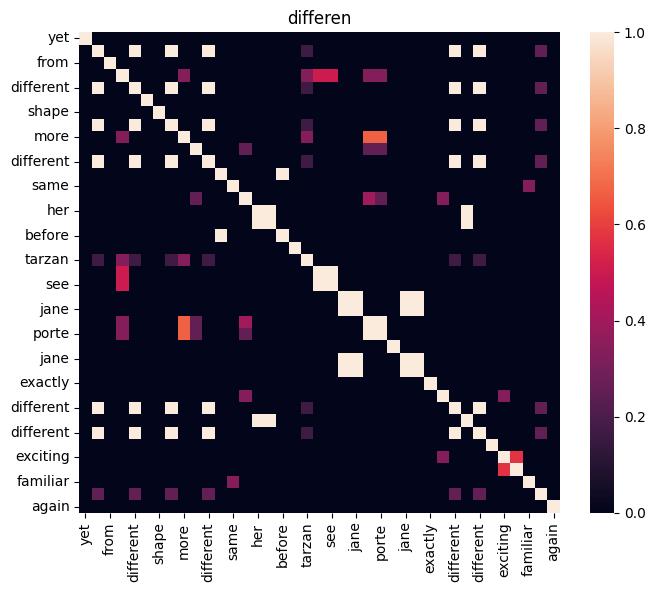 differen
yet
from
different
shape
more
different
same
her
before
tarzan
see
jane
porte
jane
exactly
different
different
exciting
familiar
again
1.0
0.8
0.6
0.4
0.2
0.0
yet
from
different
shape
more
different
same
her
before
tarzan
see
jane
porte
jane
exactly
different
different
exciting
familiar
again